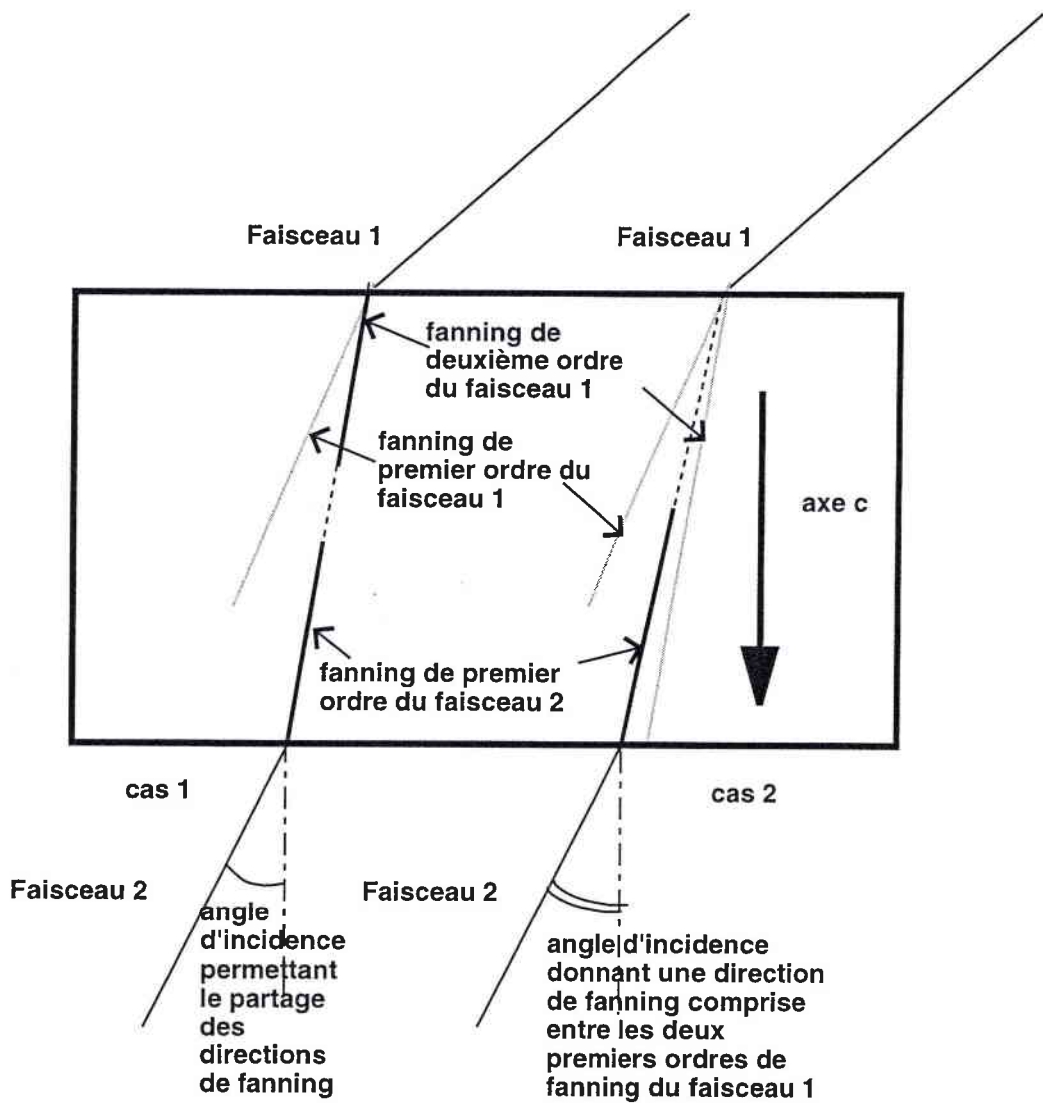 Faisceau 1
Faisceau 1
fanning de
deuxième ordre
du faisceau 1
fanning de
premier ordre du
faisceau 1
axe c
fanning de premier
ordre du faisceau 2
cas 1
cas 2
Faisceau 2
angle
d'incidence
permettant
le partage
des
directions
de fanning
Faisceau 2
angle d'incidence
donnant une direction
de fanning comprise
entre les deux
premiers ordres de
fanning du faisceau 1